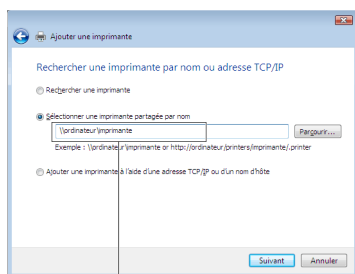 Ajouter une imprimante
Rechercher une imprimante par nom ou adresse TCP/IP
Rechercher une imprimante
Sélectionner une imprimante partagée par nom
\\ordinateur\imprimante
Parcourir...
Exemple : \\ordinateur\imprimante or http://ordinateur/printers/imprimante/.printer
Ajouter une imprimante à l'aide d'une adresse TCP/IP ou d'un nom d'hôte
Suivant
Annuler